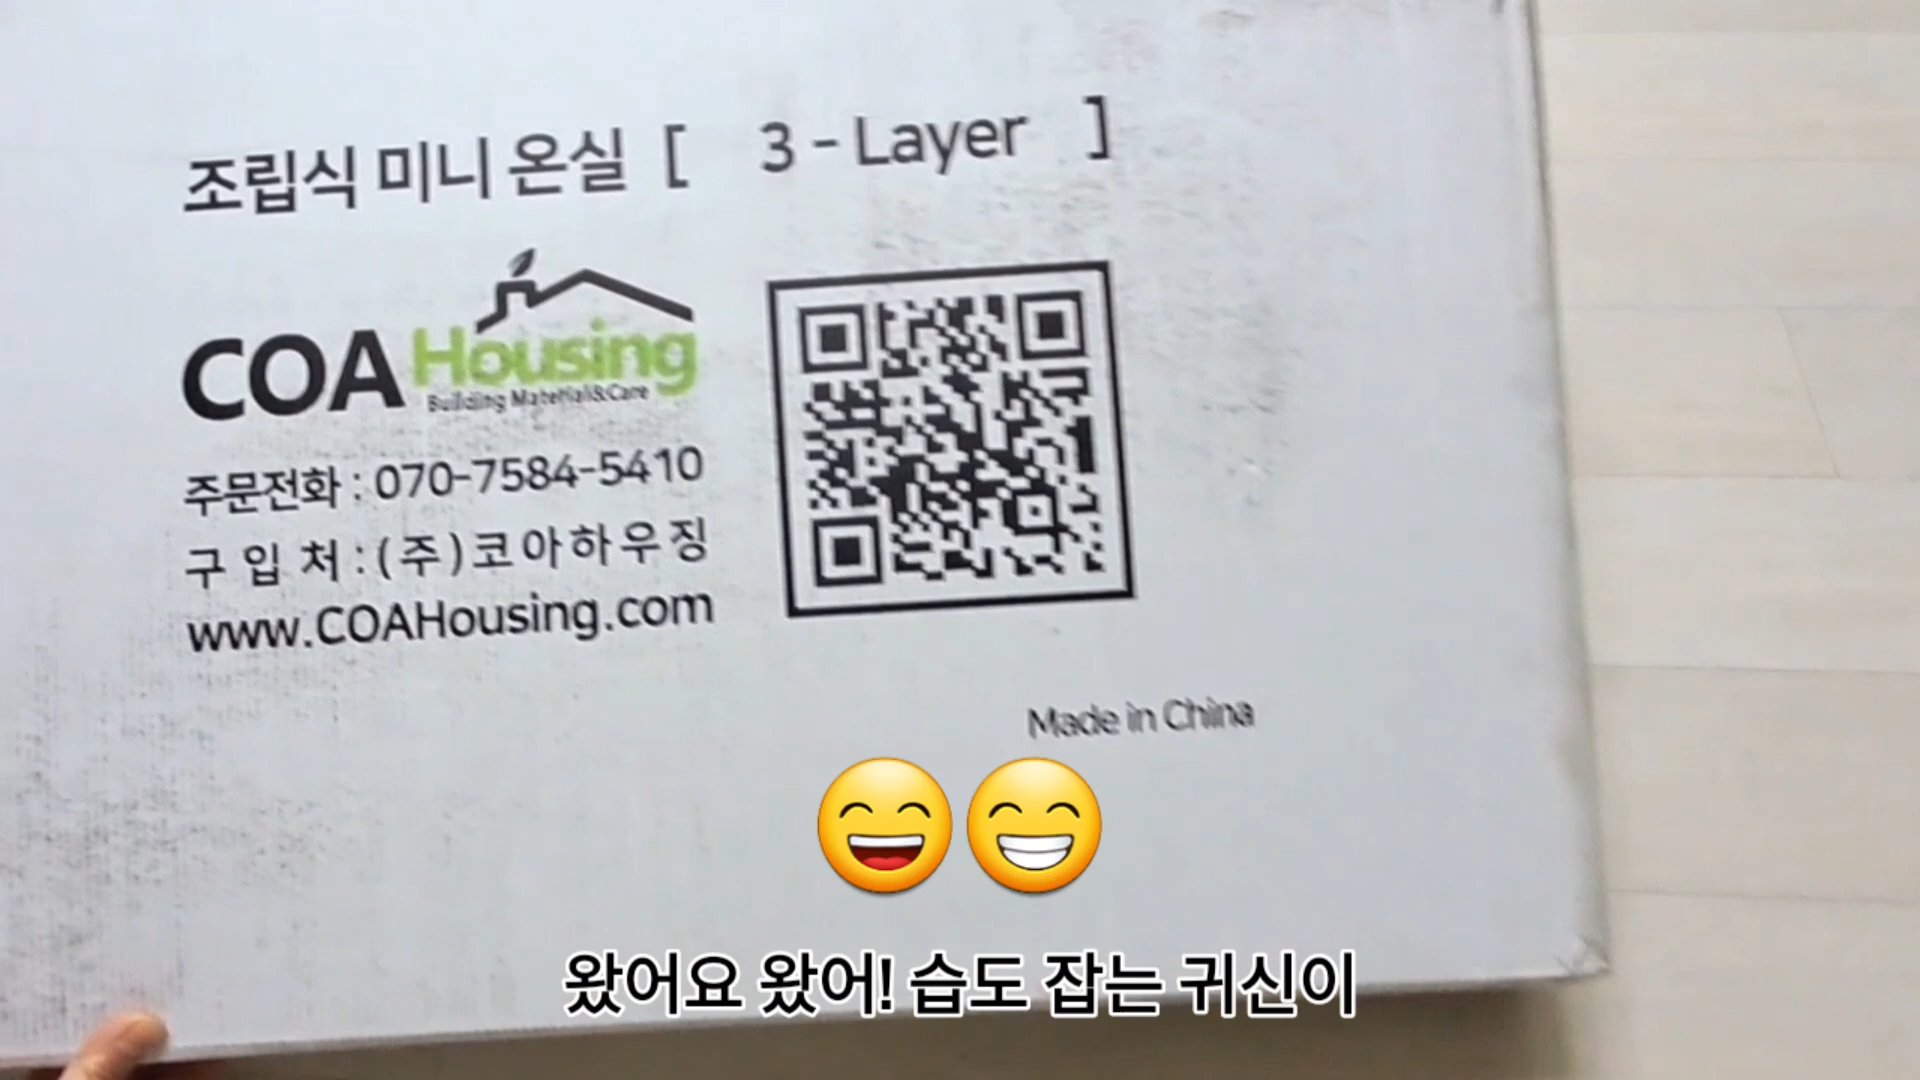 조립식 미니 온실 [ 3 - Layer ]
COA Housing
Building Material&Care
주문전화 : 070-7584-5410
구 입 처 : (주)코아하우징
www.COAHousing.com
Made in China
왔어요 왔어! 습도 잡는 귀신이